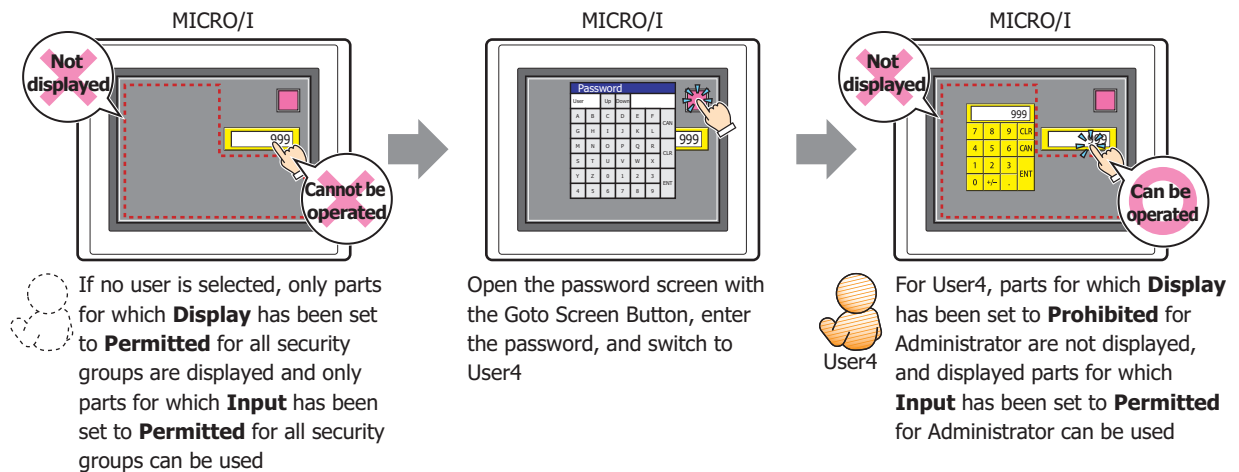 MICRO/I
Not
displayed
999
Cannot be
operated
If no user is selected, only parts
for which Display has been set
to Permitted for all security
groups are displayed and only
parts for which Input has been
set to Permitted for all security
groups can be used
MICRO/I
Password
User Up Down
A B C D E F CAN
G H I J K L
M N O P Q R CLR
S T U V W X
Y Z 0 1 2 3 ENT
4 5 6 7 8 9
999
Open the password screen with
the Goto Screen Button, enter
the password, and switch to
User4
MICRO/I
Not
displayed
999
7 8 9 CLR
4 5 6 CAN
1 2 3 ENT
0 +/- .
Can be
operated
User4
For User4, parts for which Display
has been set to Prohibited for
Administrator are not displayed,
and displayed parts for which
Input has been set to Permitted
for Administrator can be used